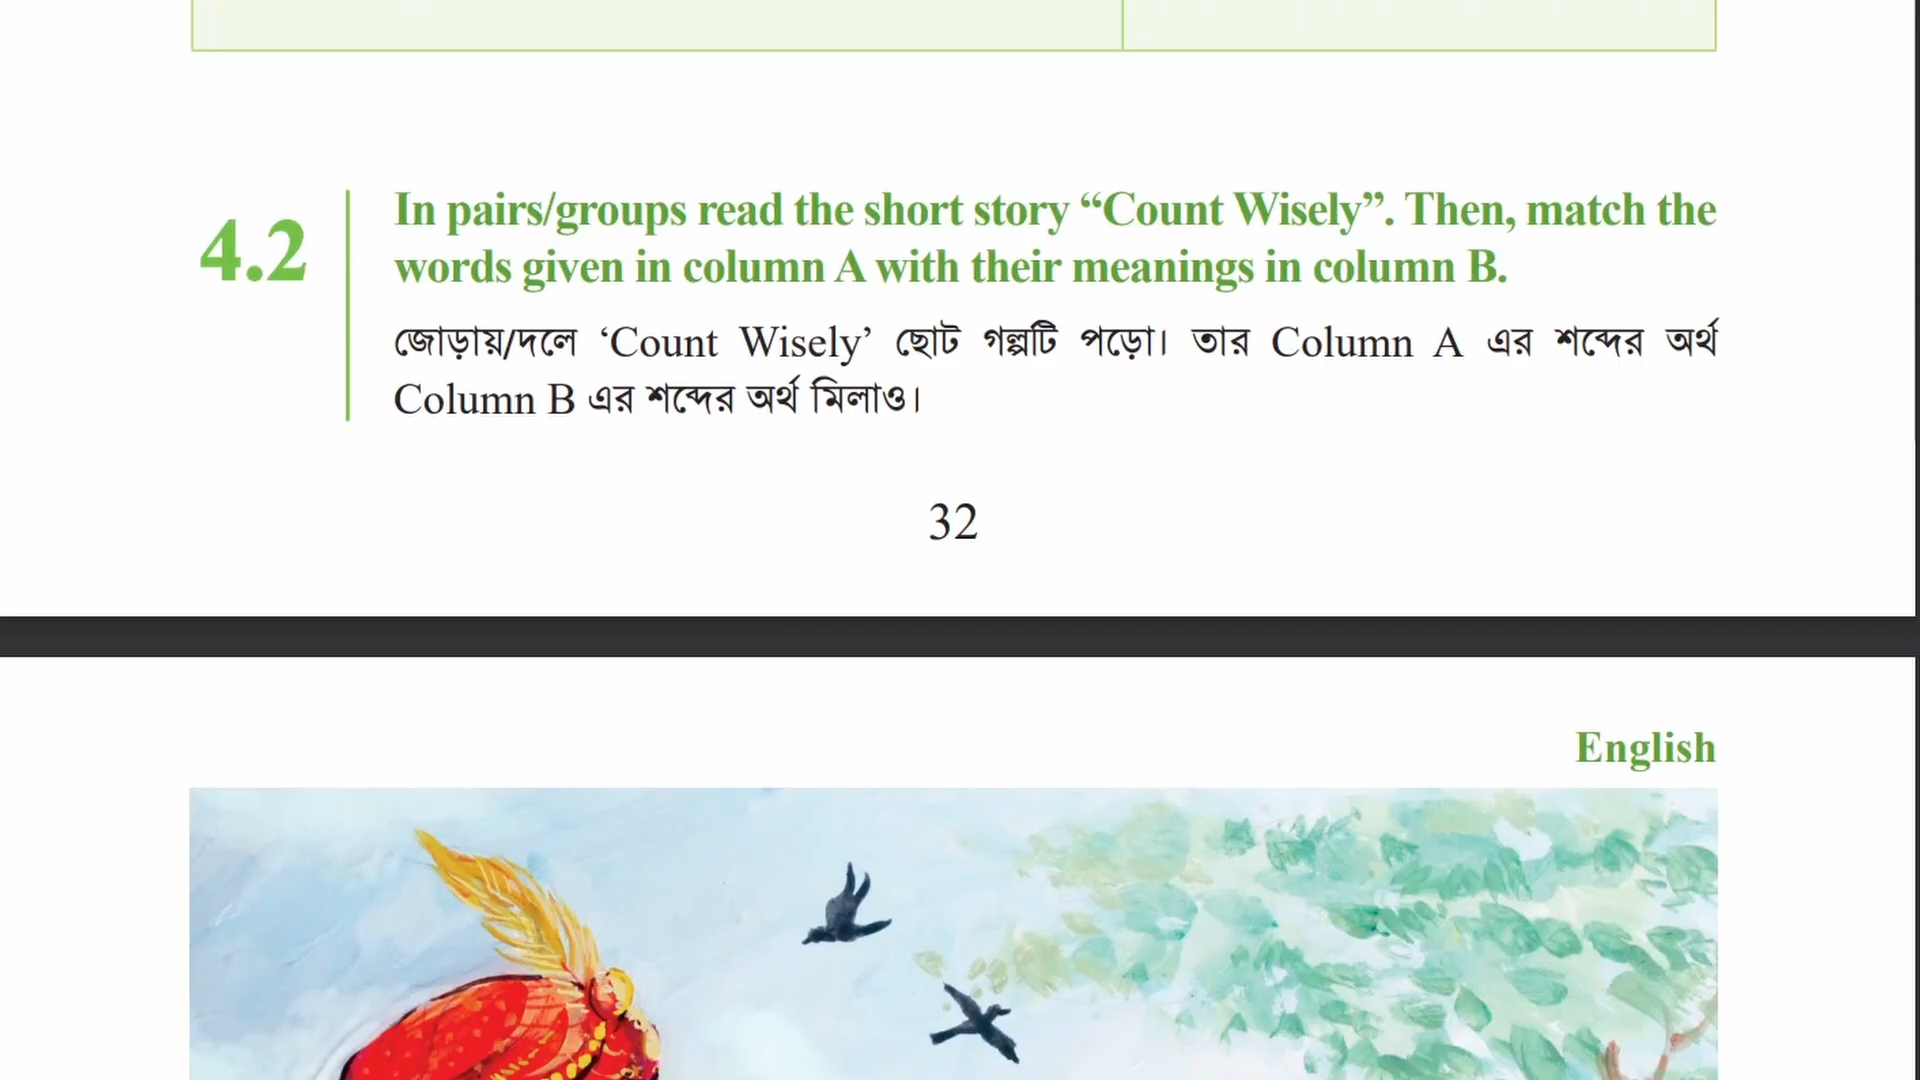 4.2
In pairs/groups read the short story “Count Wisely”. Then, match the
words given in column A with their meanings in column B.
জোড়ায়/দলে ‘Count Wisely’ ছোট গল্পটি পড়ো। তার Column A এর শব্দের অর্থ
Column B এর শব্দের অর্থ মিলাও।
32
English